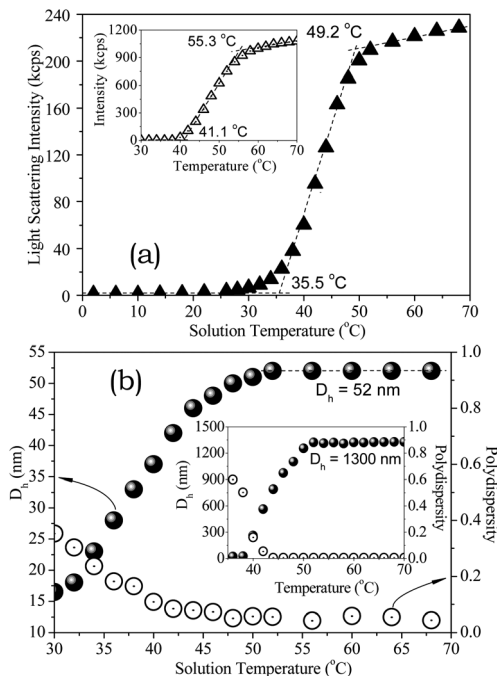 (a)
Light Scattering Intensity (kcps)
240
200
160
120
80
40
0
0 10 20 30 40 50 60 70
Solution Temperature (°C)
49.2 °C
35.5 °C
Intensity (kcps)
1200
900
600
300
0
30 40 50 60 70
Temperature (°C)
55.3 °C
41.1 °C
(b)
D_h (nm)
55
50
45
40
35
30
25
20
15
10
30 35 40 45 50 55 60 65 70
Solution Temperature (°C)
1.0
0.8
0.6
0.4
0.2
0.0
Polydispersity
D_h = 52 nm
D_h (nm)
1500
1200
900
600
300
0
40 50 60 70
Temperature (°C)
1.0
0.8
0.6
0.4
0.2
0.0
Polydispersity
D_h = 1300 nm